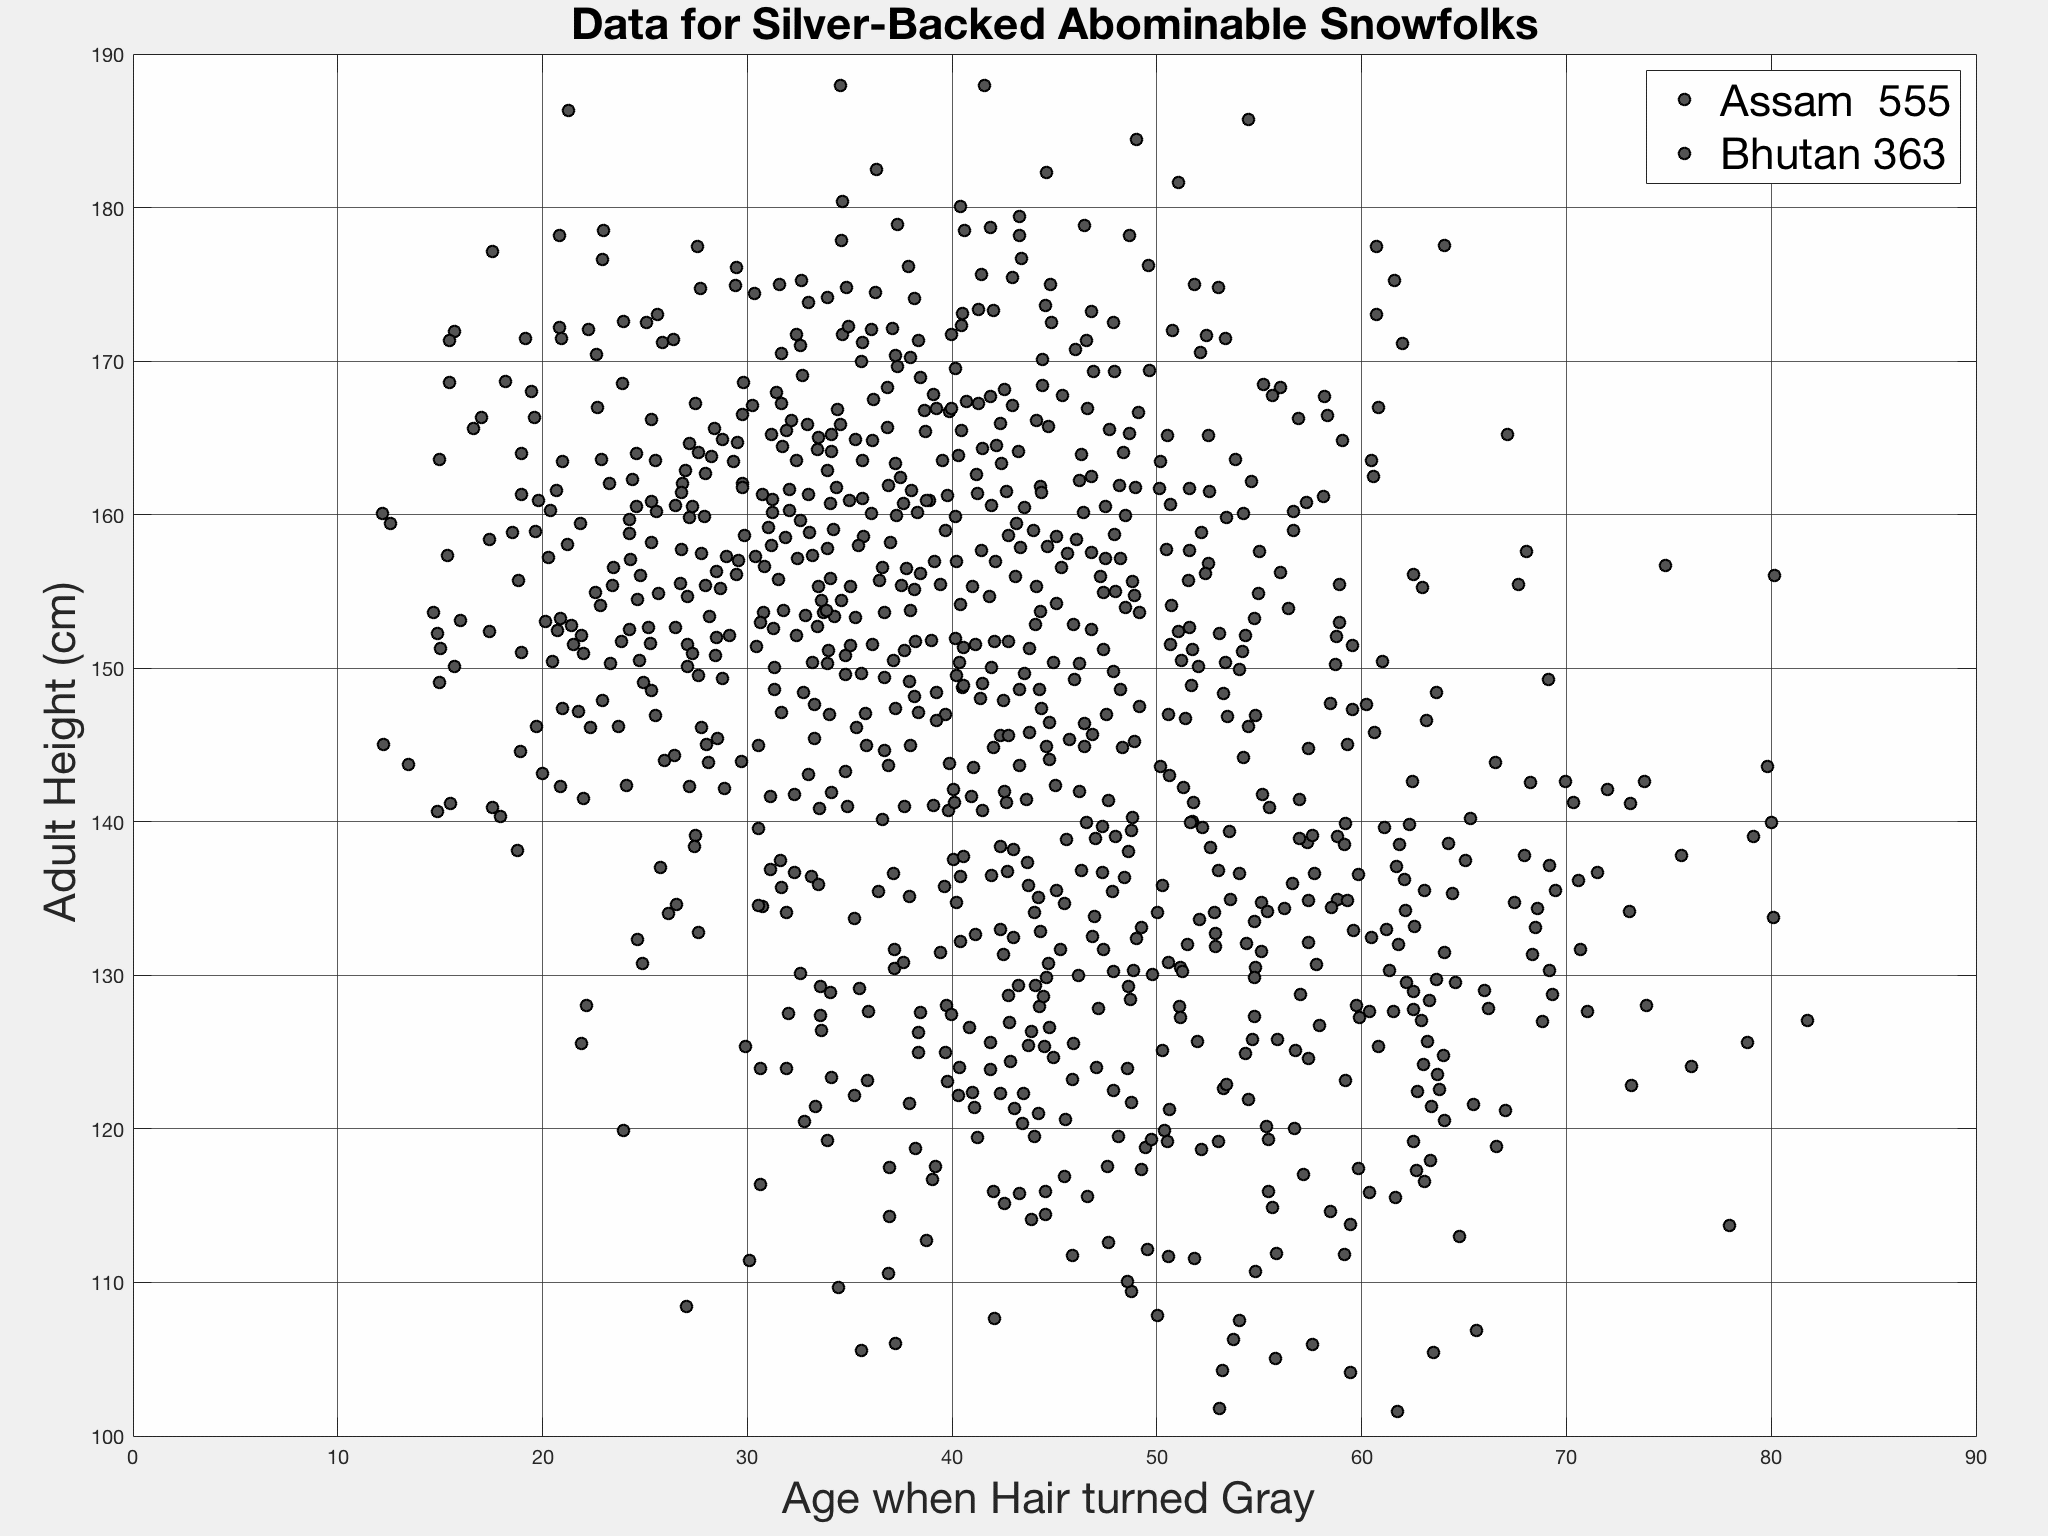 Data for Silver-Backed Abominable Snowfolks
Assam 555
Bhutan 363
190
180
170
160
150
140
130
120
110
100
Adult Height (cm)
0 10 20 30 40 50 60 70 80 90
Age when Hair turned Gray